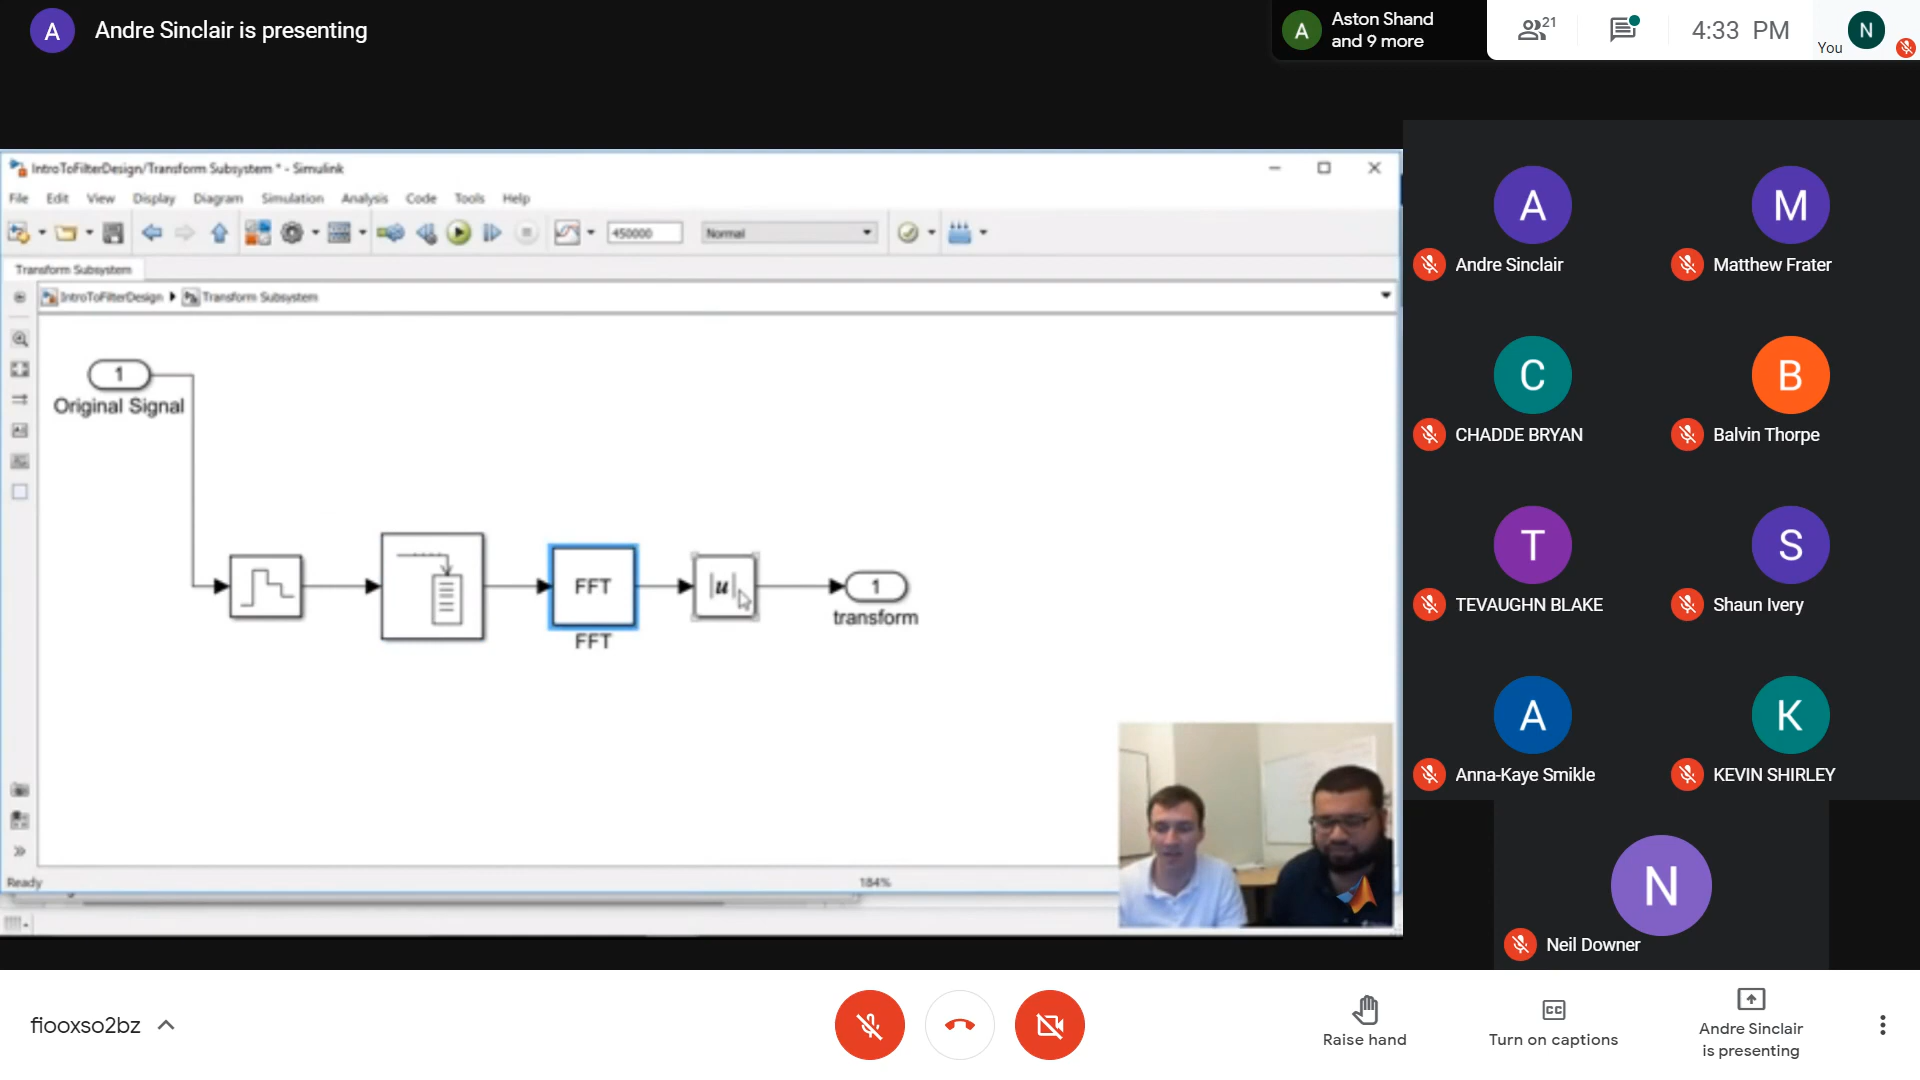 A
Andre Sinclair is presenting
A
Aston Shand
and 9 more
21
4:33 PM
You
N
IntroToFilterDesign/Transform Subsystem * - Simulink
File Edit View Display Diagram Simulation Analysis Code Tools Help
450000
Normal
Transform Subsystem
IntroToFilterDesign
Transform Subsystem
1
Original Signal
FFT
FFT
|u|
1
transform
Ready
184%
A
Andre Sinclair
M
Matthew Frater
C
CHADDE BRYAN
B
Balvin Thorpe
T
TEVAUGHN BLAKE
S
Shaun Ivery
A
Anna-Kaye Smikle
K
KEVIN SHIRLEY
N
Neil Downer
fiooxso2bz
Raise hand
CC
Turn on captions
Andre Sinclair
is presenting